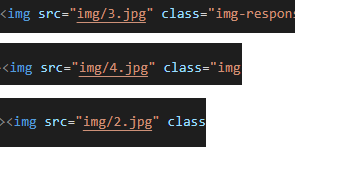 <img src="img/3.jpg" class="img-respons
><img src="img/4.jpg" class="img
><img src="img/2.jpg" class